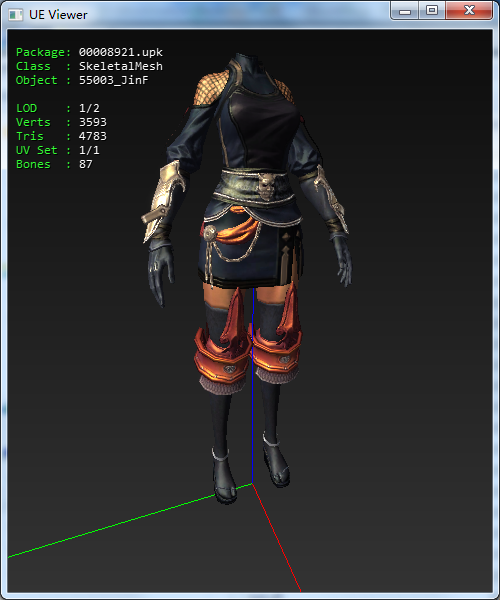 UE Viewer
Package: 00008921.upk
Class : SkeletalMesh
Object : 55003_JinF
LOD : 1/2
Verts : 3593
Tris : 4783
UV Set : 1/1
Bones : 87